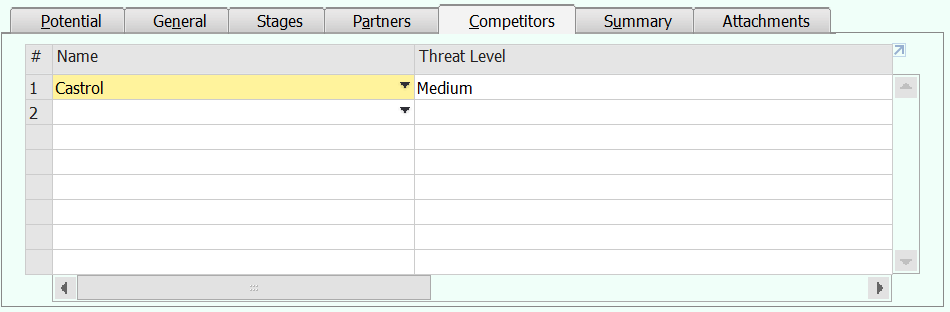 Potential General Stages Partners Competitors Summary Attachments
# Name Threat Level
1 Castrol Medium
2